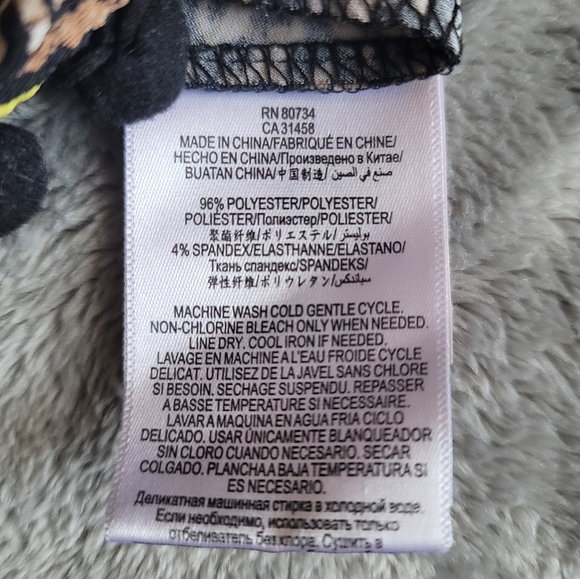 RN 80734
CA 31458
MADE IN CHINA/FABRIQUÉ EN CHINE/
HECHO EN CHINA/Произведено в Китае/
BUATAN CHINA/中国制造/صنع في الصين/
96% POLYESTER/POLYESTER/
POLIÉSTER/Полиэстер/POLIESTER/
聚酯纤维/ポリエステル/بوليستر/
4% SPANDEX/ELASTHANNE/ELASTANO/
Ткань спандекс/SPANDEKS/
弹性纤维/ポリウレタン/سباندكس/
MACHINE WASH COLD GENTLE CYCLE.
NON-CHLORINE BLEACH ONLY WHEN NEEDED.
LINE DRY. COOL IRON IF NEEDED.
LAVAGE EN MACHINE A L'EAU FROIDE CYCLE
DELICAT. UTILISEZ DE LA JAVEL SANS CHLORE
SI BESOIN. SECHAGE SUSPENDU. REPASSER
A BASSE TEMPERATURE SI NECESSAIRE.
LAVAR A MAQUINA EN AGUA FRIA CICLO
DELICADO. USAR ÚNICAMENTE BLANQUEADOR
SIN CLORO CUANDO NECESARIO. SECAR
COLGADO. PLANCHA A BAJA TEMPERATURA SI
ES NECESARIO.
Деликатная машинная стирка в холодной воде.
Если необходимо, использовать только
отбеливатель без хлора. Сушить в